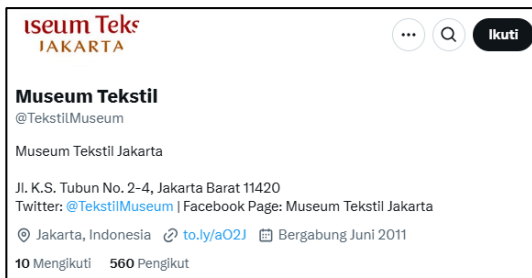 useum Teks
JAKARTA
Ikuti
Museum Tekstil
@TekstilMuseum
Museum Tekstil Jakarta
Jl. K.S. Tubun No. 2-4, Jakarta Barat 11420
Twitter: @TekstilMuseum | Facebook Page: Museum Tekstil Jakarta
Jakarta, Indonesia to.ly/aO2J Bergabung Juni 2011
10 Mengikuti 560 Pengikut